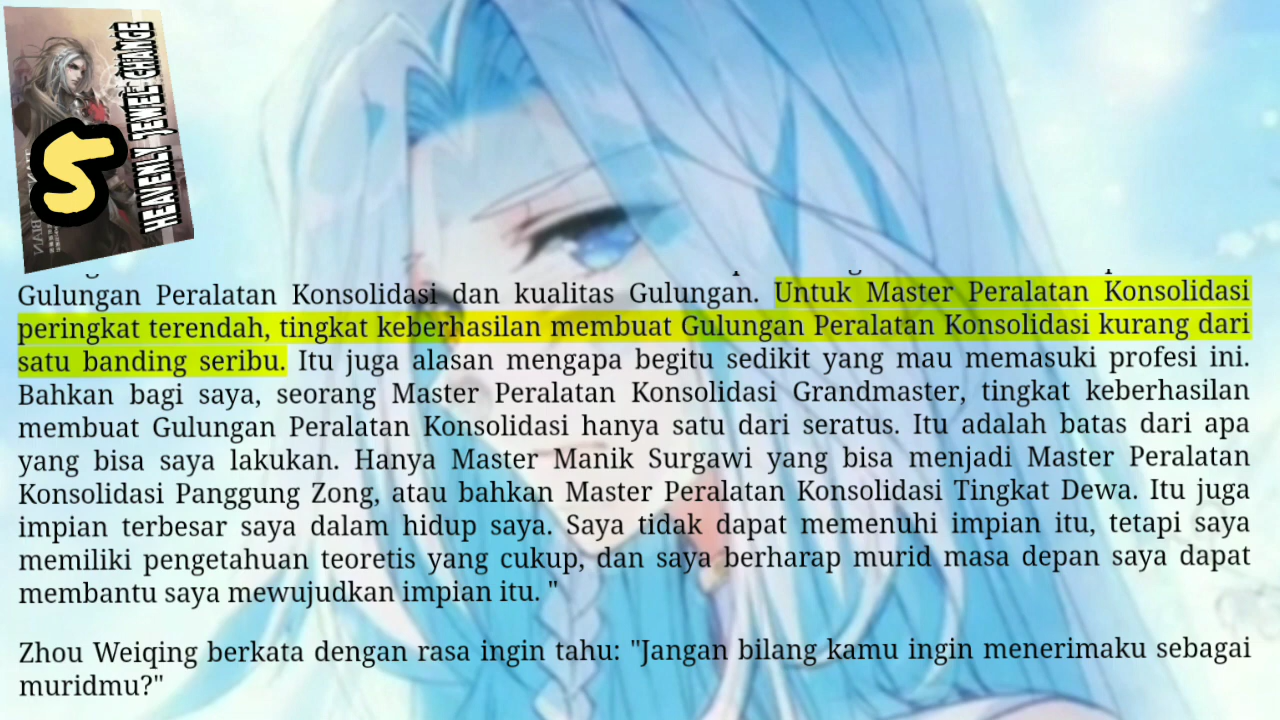 HEAVENLY JEWEL CHANGE
5
Gulungan Peralatan Konsolidasi dan kualitas Gulungan. Untuk Master Peralatan Konsolidasi
peringkat terendah, tingkat keberhasilan membuat Gulungan Peralatan Konsolidasi kurang dari
satu banding seribu. Itu juga alasan mengapa begitu sedikit yang mau memasuki profesi ini.
Bahkan bagi saya, seorang Master Peralatan Konsolidasi Grandmaster, tingkat keberhasilan
membuat Gulungan Peralatan Konsolidasi hanya satu dari seratus. Itu adalah batas dari apa
yang bisa saya lakukan. Hanya Master Manik Surgawi yang bisa menjadi Master Peralatan
Konsolidasi Panggung Zong, atau bahkan Master Peralatan Konsolidasi Tingkat Dewa. Itu juga
impian terbesar saya dalam hidup saya. Saya tidak dapat memenuhi impian itu, tetapi saya
memiliki pengetahuan teoretis yang cukup, dan saya berharap murid masa depan saya dapat
membantu saya mewujudkan impian itu. "
Zhou Weiqing berkata dengan rasa ingin tahu: "Jangan bilang kamu ingin menerimaku sebagai
muridmu?"